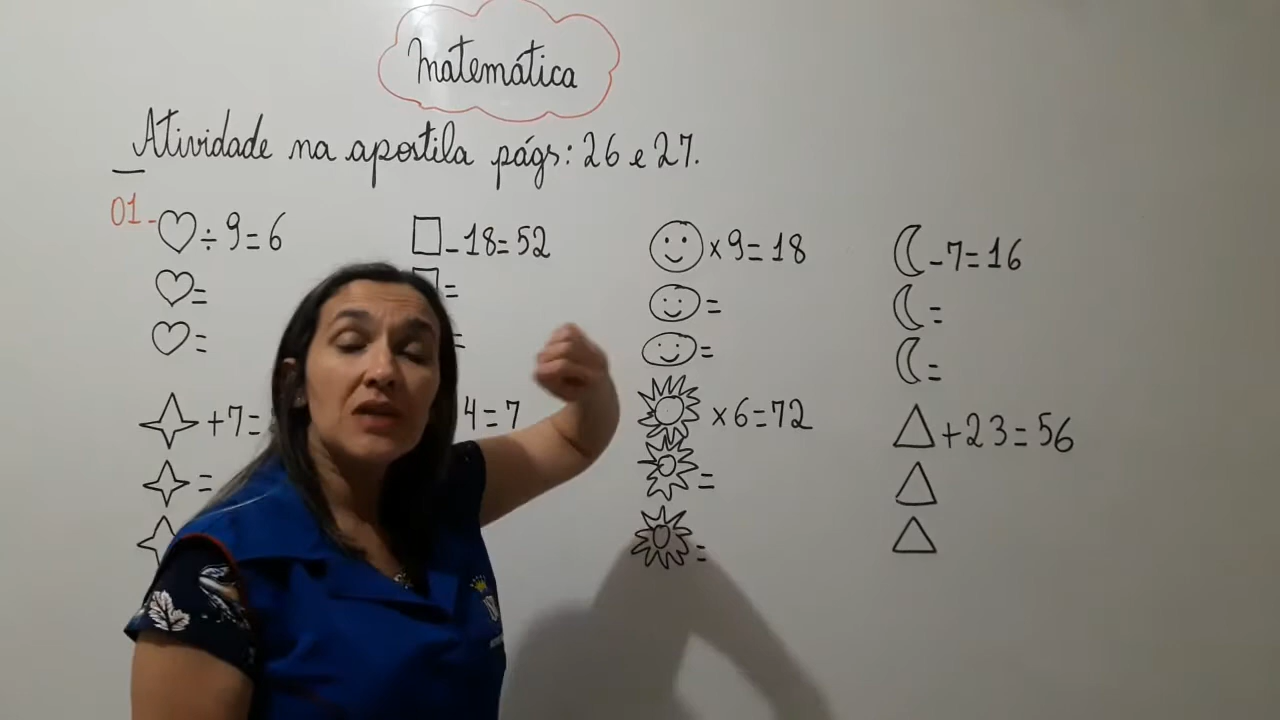 Matemática
Atividade na apostila págs: 26 e 27.
01-
♡ ÷ 9 = 6
□ - 18 = 52
☺ × 9 = 18
☾ - 7 = 16
♡ =
□ =
☺ =
☾ =
♡ =
=
☺ =
☾ =
✧ + 7 =
4 = 7
☼ × 6 = 72
△ + 23 = 56
✧ =
☼ =
△
✧
☼ =
△